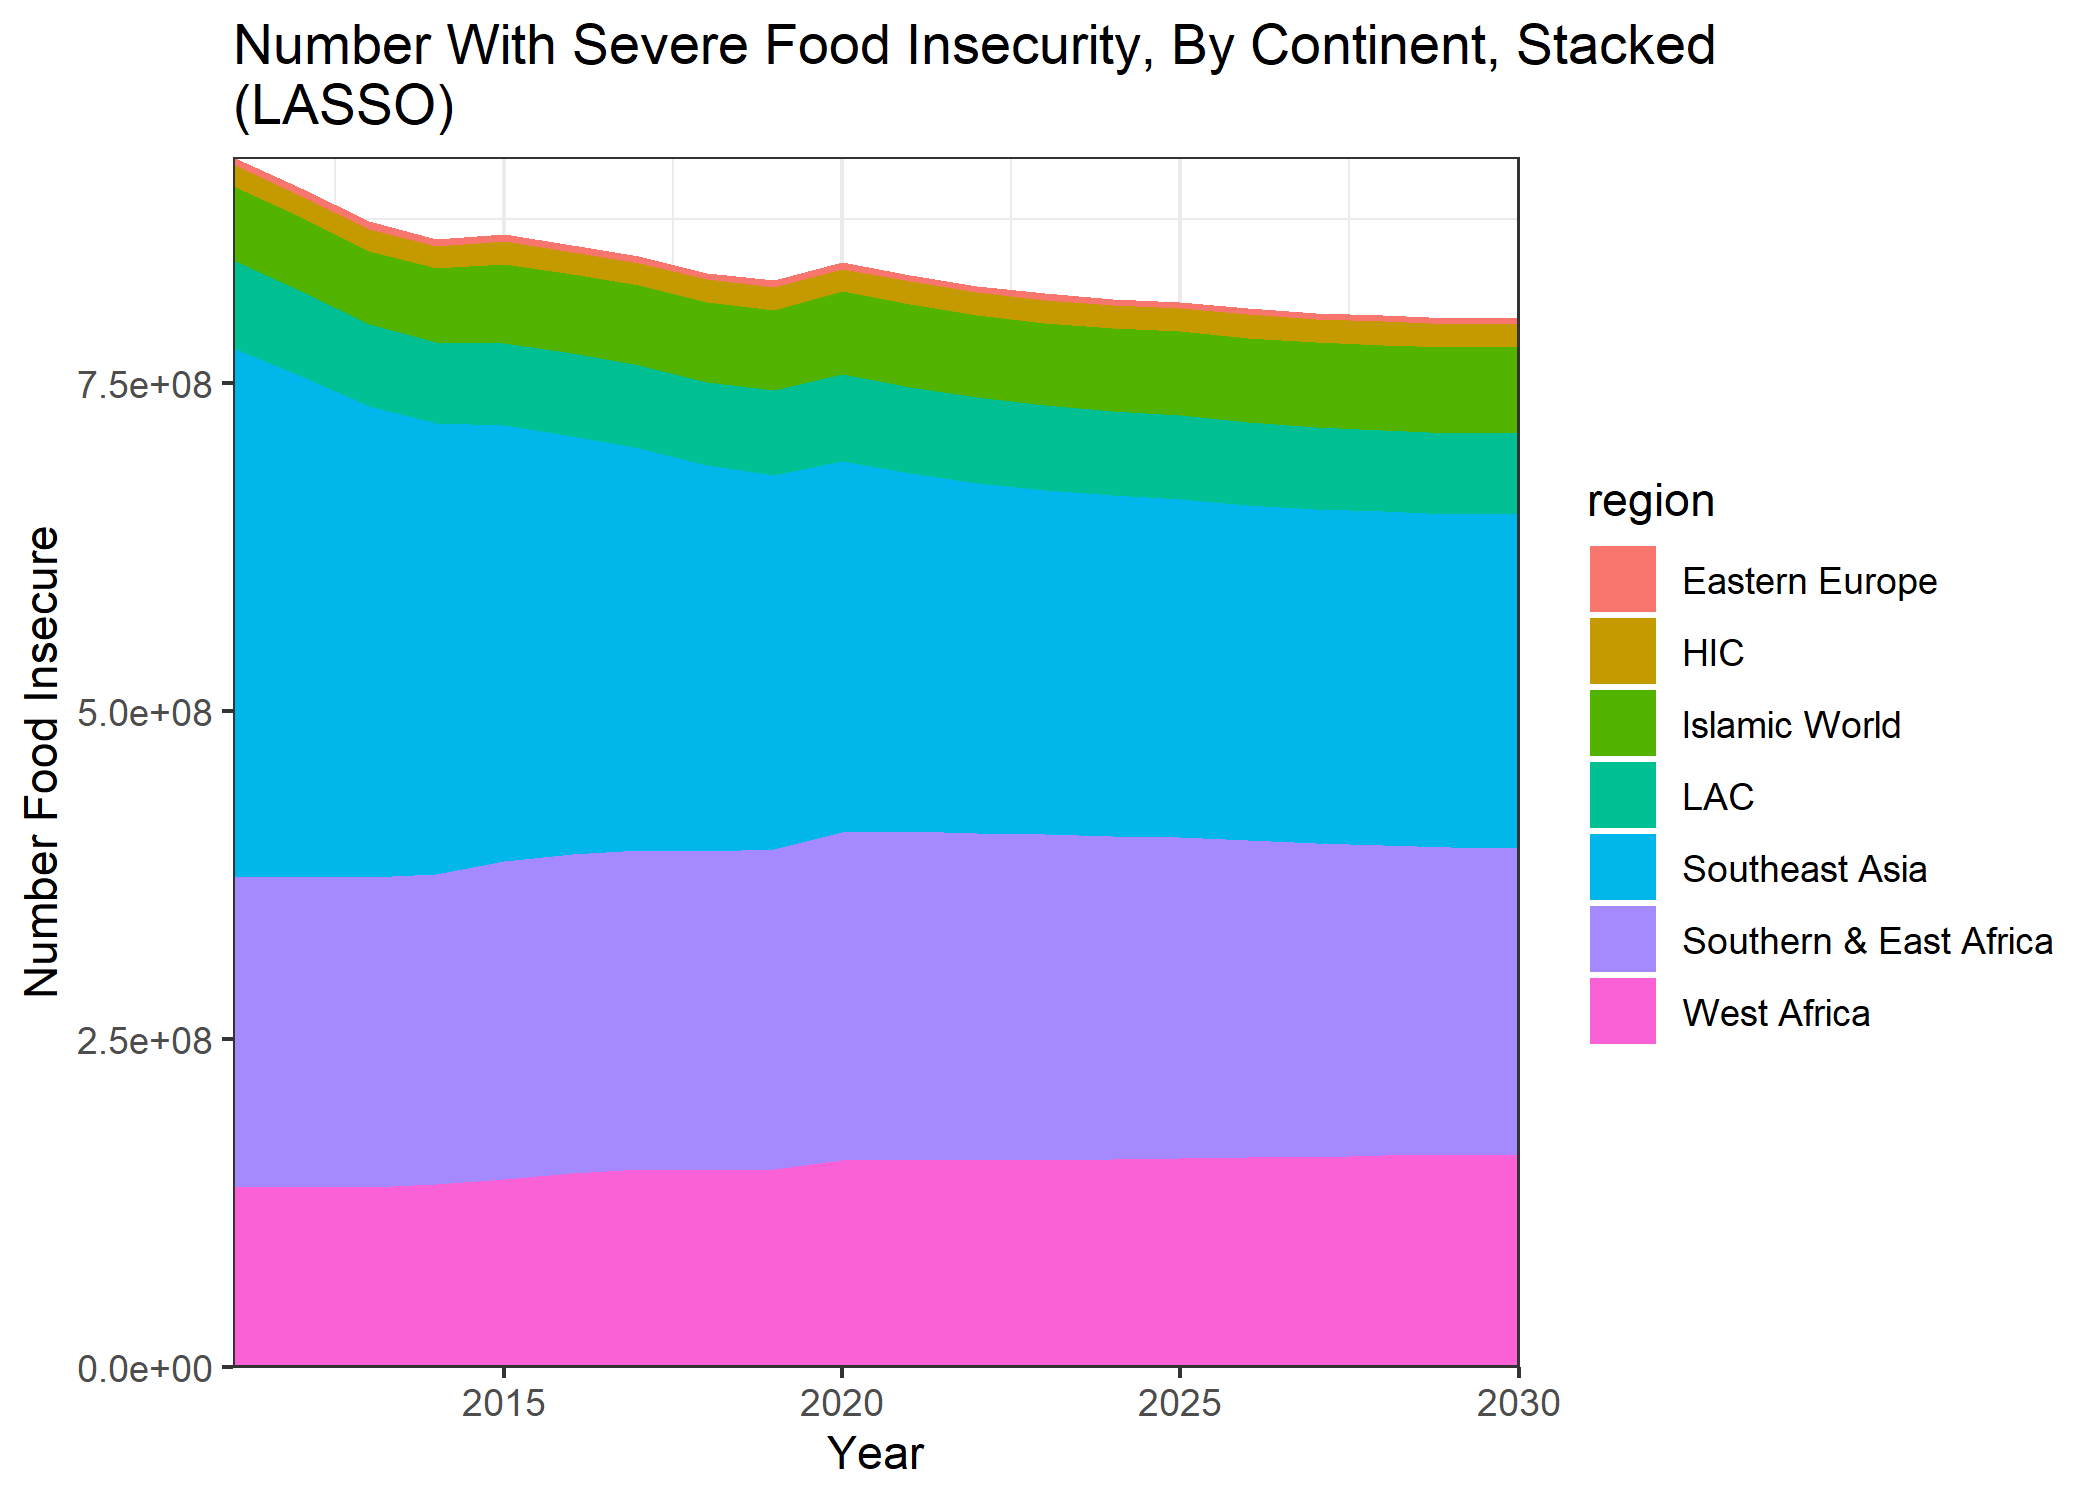 Number With Severe Food Insecurity, By Continent, Stacked
(LASSO)
Number Food Insecure
7.5e+08
5.0e+08
2.5e+08
0.0e+00
2015
2020
2025
2030
Year
region
Eastern Europe
HIC
Islamic World
LAC
Southeast Asia
Southern & East Africa
West Africa